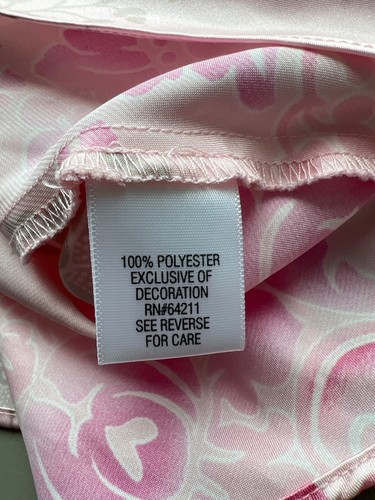 100% POLYESTER
EXCLUSIVE OF
DECORATION
RN#64211
SEE REVERSE
FOR CARE